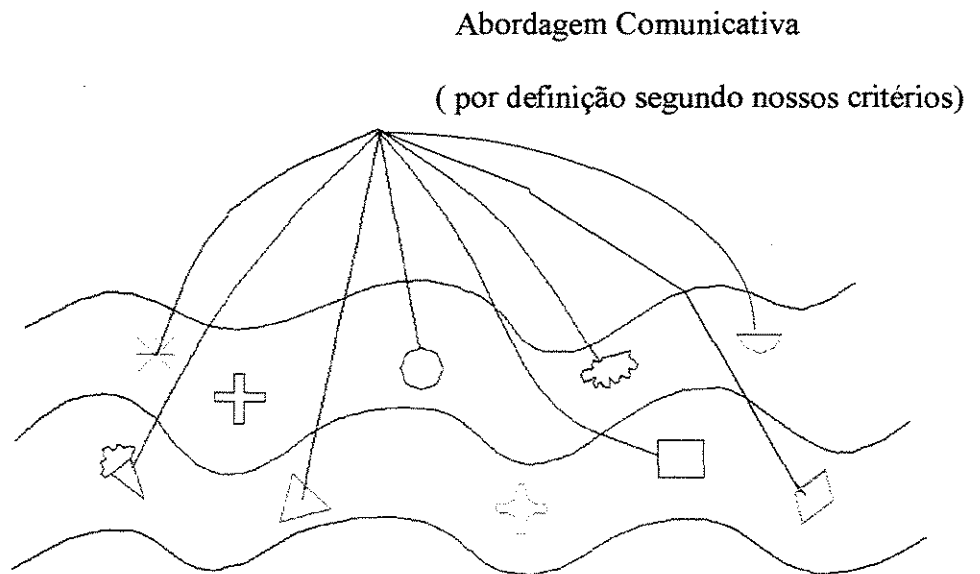 Abordagem Comunicativa
( por definição segundo nossos critérios)